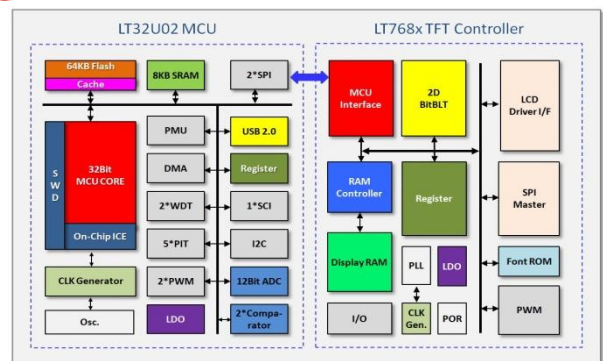 LT32U02 MCU
64KB Flash
Cache
8KB SRAM
2*SPI
S
W
D
32Bit
MCU CORE
On-Chip ICE
PMU
USB 2.0
DMA
Register
2*WDT
1*SCI
5*PIT
I2C
CLK Generator
2*PWM
12Bit ADC
Osc.
LDO
2*Compa-
rator
LT768x TFT Controller
MCU
Interface
2D
BitBLT
LCD
Driver I/F
RAM
Controller
Register
SPI
Master
Display RAM
PLL
LDO
Font ROM
I/O
CLK
Gen.
POR
PWM